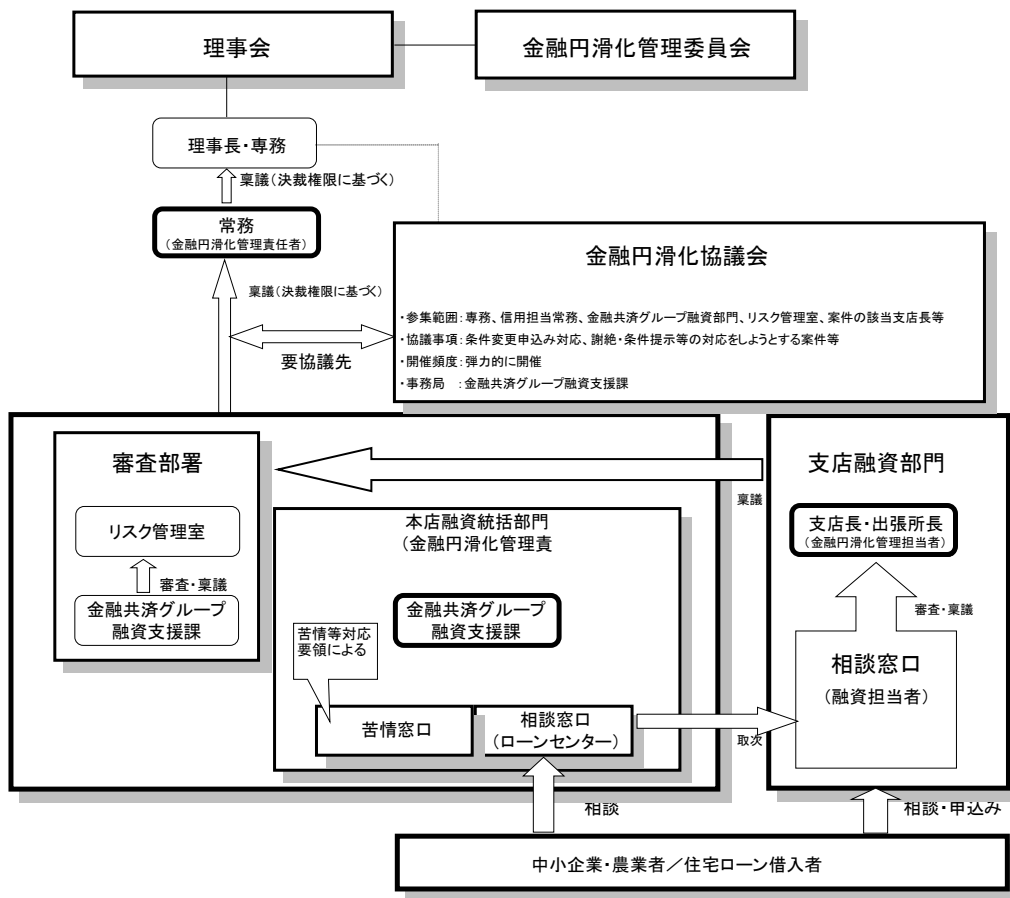 理事会
金融円滑化管理委員会
理事長・専務
稟議(決裁権限に基づく)
常務
(金融円滑化管理責任者)
金融円滑化協議会
稟議(決裁権限に基づく)
・参集範囲：専務、信用担当常務、金融共済グループ融資部門、リスク管理室、案件の該当支店長等
・協議事項：条件変更申込み対応、謝絶・条件提示等の対応をしようとする案件等
・開催頻度：弾力的に開催
・事務局　：金融共済グループ融資支援課
要協議先
審査部署
リスク管理室
審査・稟議
金融共済グループ
融資支援課
本店融資統括部門
(金融円滑化管理責
金融共済グループ
融資支援課
苦情等対応
要領による
苦情窓口
相談窓口
(ローンセンター)
稟議
支店融資部門
支店長・出張所長
(金融円滑化管理担当者)
審査・稟議
相談窓口
(融資担当者)
取次
相談
相談・申込み
中小企業・農業者／住宅ローン借入者